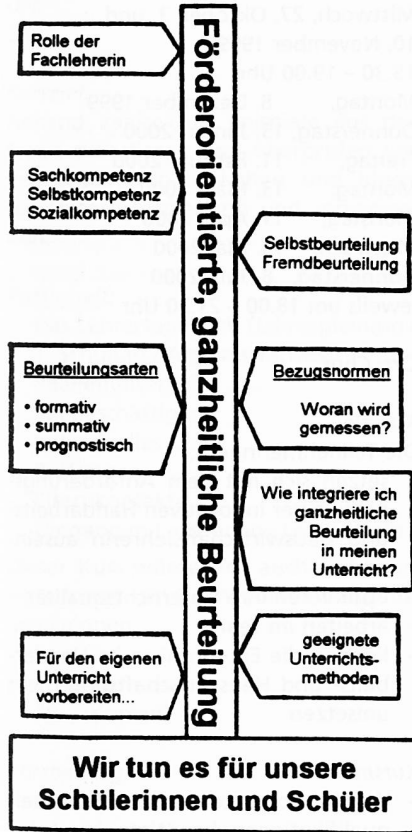 Rolle der
Fachlehrerin
Förderorientierte, ganzheitliche Beurteilung
Sachkompetenz
Selbstkompetenz
Sozialkompetenz
Selbstbeurteilung
Fremdbeurteilung
Beurteilungsarten
• formativ
• summativ
• prognostisch
Bezugsnormen
Woran wird
gemessen?
Wie integriere ich
ganzheitliche
Beurteilung
in meinen
Unterricht?
Für den eigenen
Unterricht
vorbereiten...
geeignete
Unterrichts-
methoden
Wir tun es für unsere
Schülerinnen und Schüler